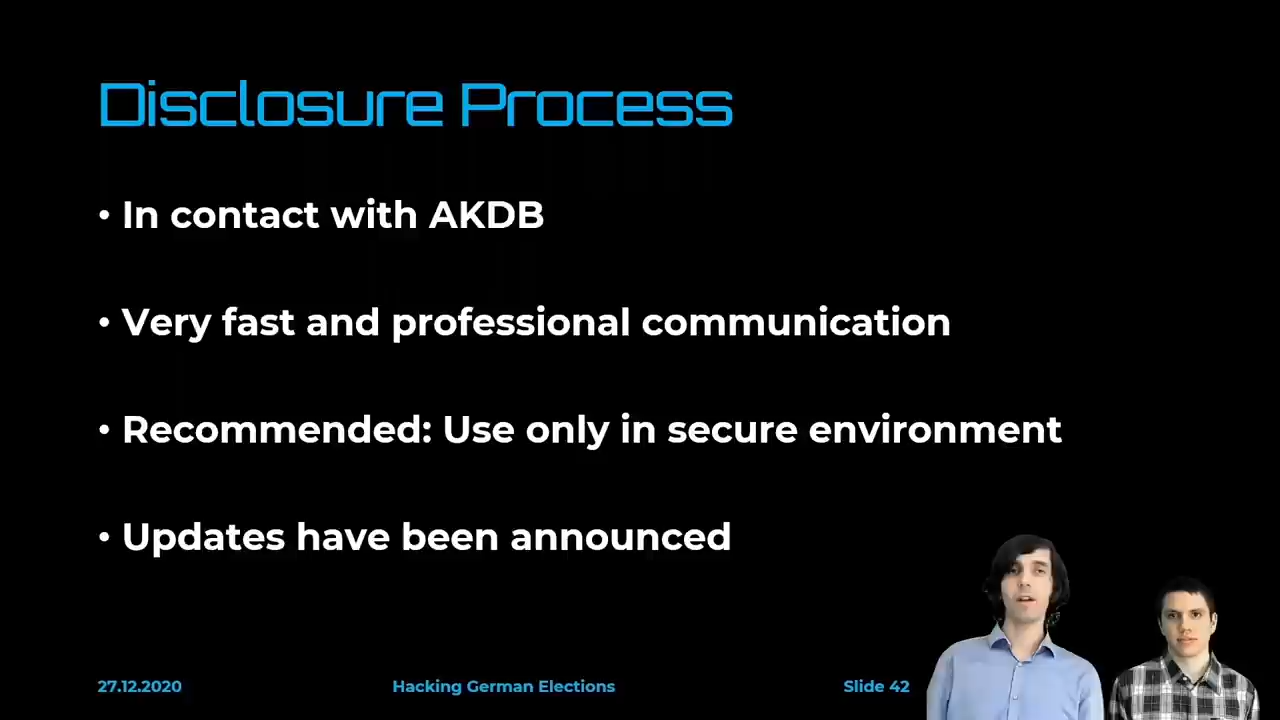 Disclosure Process
• In contact with AKDB
• Very fast and professional communication
• Recommended: Use only in secure environment
• Updates have been announced
27.12.2020 Hacking German Elections Slide 42